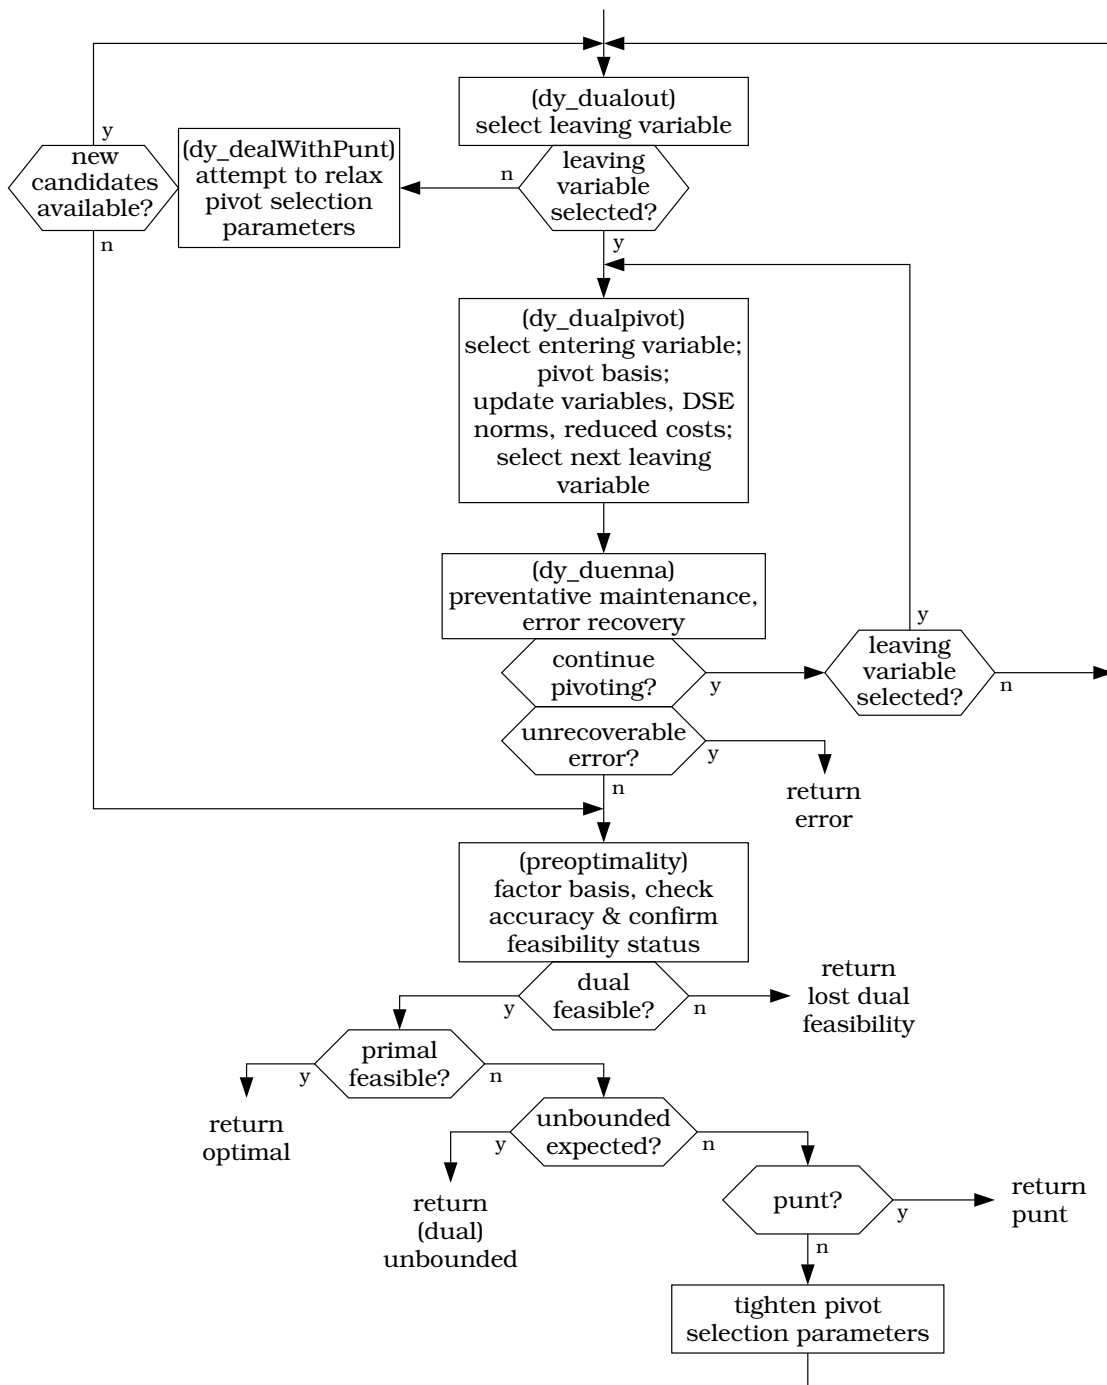 (dy_dualout)
select leaving variable
y
new
candidates
available?
n
(dy_dealWithPunt)
attempt to relax
pivot selection
parameters
n
leaving
variable
selected?
y
(dy_dualpivot)
select entering variable;
pivot basis;
update variables, DSE
norms, reduced costs;
select next leaving
variable
(dy_duenna)
preventative maintenance,
error recovery
continue
pivoting?
y
y
leaving
variable
selected?
n
unrecoverable
error?
y
n
return
error
(preoptimality)
factor basis, check
accuracy & confirm
feasibility status
dual
feasible?
y
n
return
lost dual
feasibility
primal
feasible?
y
n
return
optimal
unbounded
expected?
y
n
return
(dual)
unbounded
punt?
y
return
punt
n
tighten pivot
selection parameters